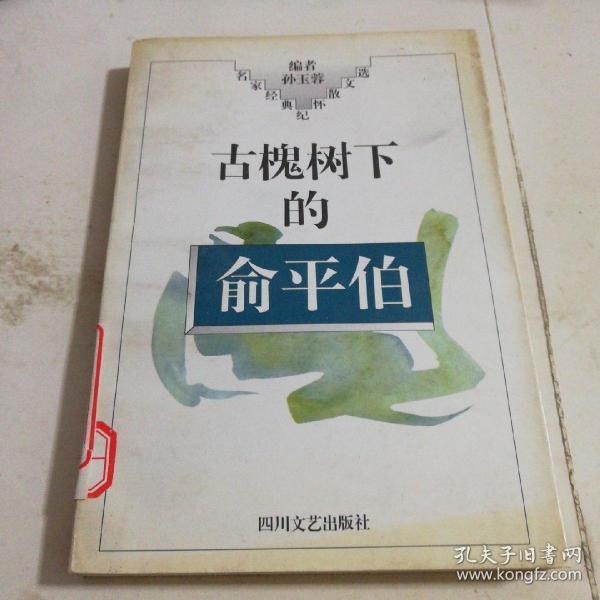 编者
孙玉蓉
名家经典纪怀散文选
古槐树下
的
俞平伯
四川文艺出版社
孔夫子旧书网
www.kongfz.com